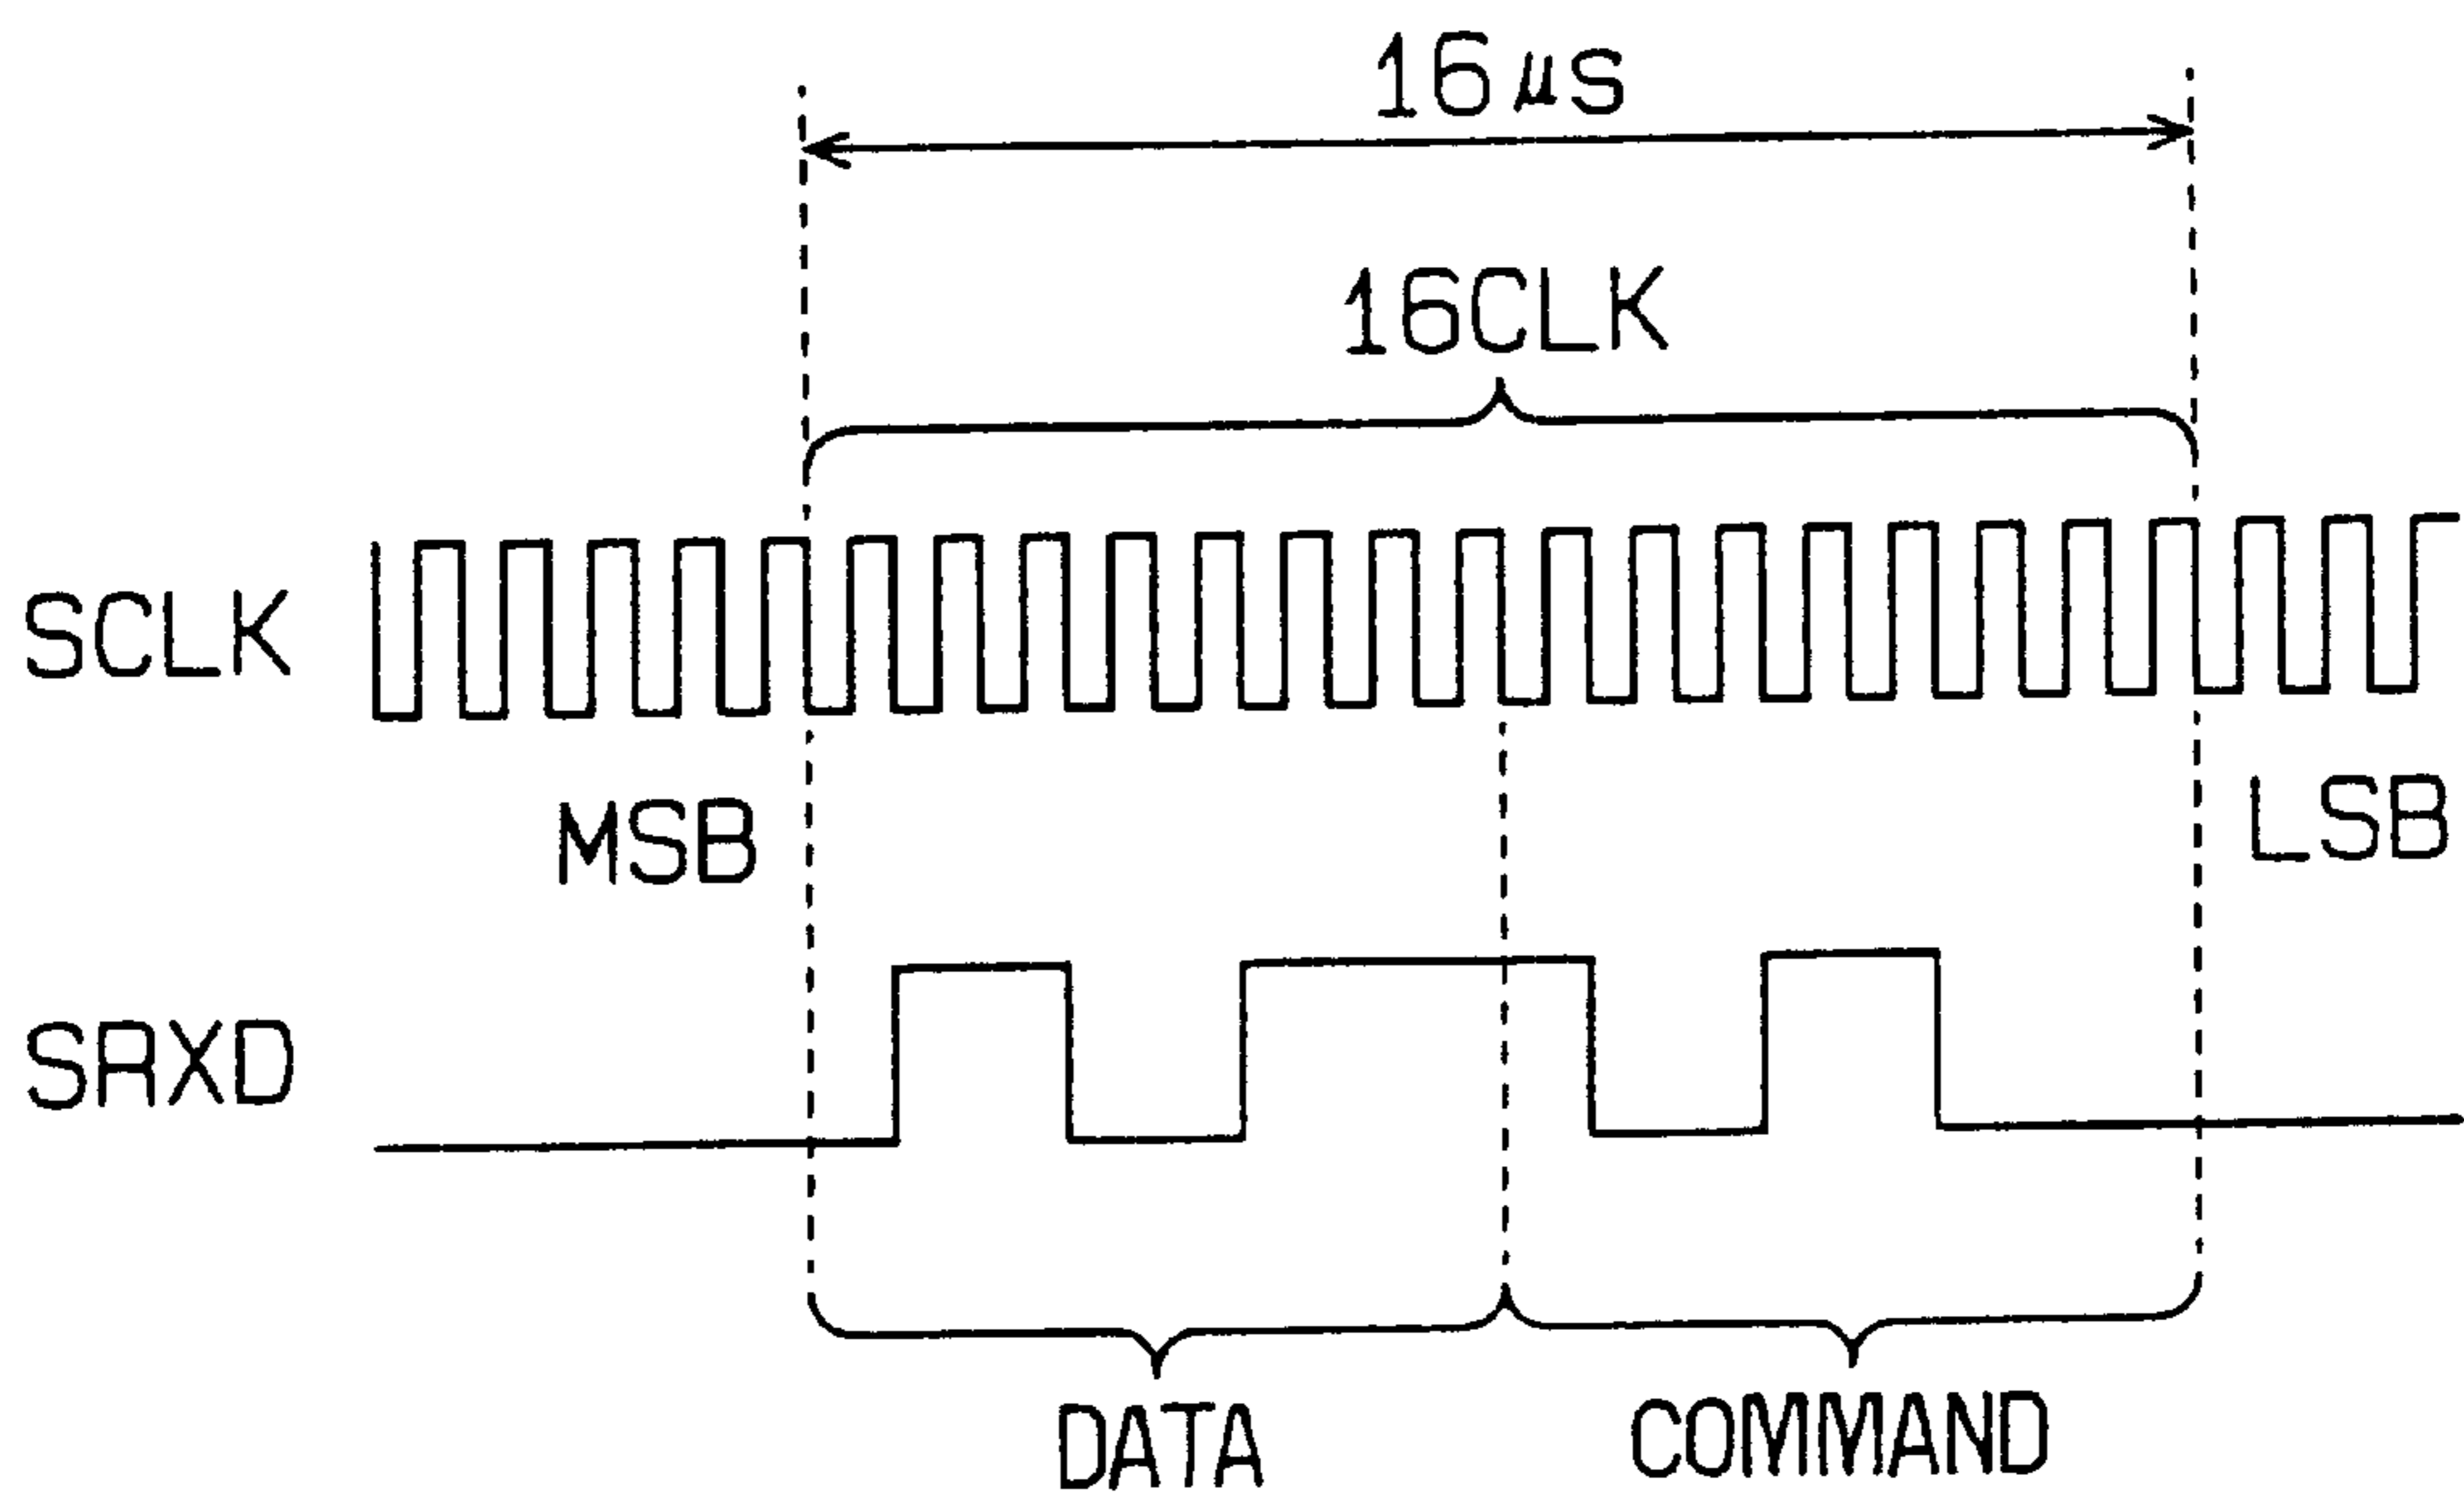 16μs
16CLK
SCLK
MSB
LSB
SRXD
DATA
COMMAND